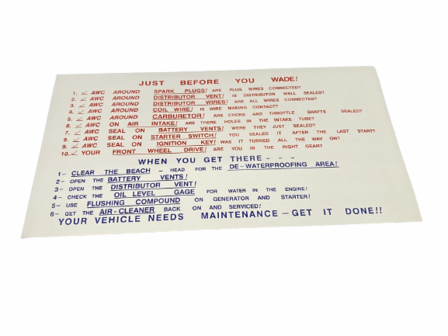 JUST BEFORE YOU WADE!
1. ✓ AWC AROUND SPARK PLUGS! ARE PLUG WIRES CONNECTED?
2. ✓ AWC AROUND DISTRIBUTOR VENT! IS DISTRIBUTOR WELL SEALED?
3. ✓ AWC AROUND DISTRIBUTOR WIRES! ARE ALL WIRES CONNECTED?
4. ✓ AWC AROUND COIL WIRE! IS WIRE MAKING CONTACT?
5. ✓ AWC AROUND CARBURETOR! ARE CHOKE AND THROTTLE SHAFTS SEALED?
6. ✓ AWC ON AIR INTAKE! ARE THERE HOLES IN THE INTAKE TUBE?
7. ✓ AWC SEAL ON BATTERY VENTS! WERE THEY JUST SEALED?
8. ✓ AWC SEAL ON STARTER SWITCH! YOU SEALED IT AFTER THE LAST START?
9. ✓ AWC SEAL ON IGNITION KEY! WAS IT TURNED ALL THE WAY ON?
10. ✓ YOUR FRONT WHEEL DRIVE! ARE YOU IN THE RIGHT GEAR?
WHEN YOU GET THERE - - -
1- CLEAR THE BEACH - HEAD FOR THE DE-WATERPROOFING AREA!
2- OPEN THE BATTERY VENTS!
3- OPEN THE DISTRIBUTOR VENT!
4- CHECK THE OIL LEVEL GAGE FOR WATER IN THE ENGINE!
5- USE FLUSHING COMPOUND ON GENERATOR AND STARTER!
6- GET THE AIR-CLEANER BACK ON AND SERVICED!
YOUR VEHICLE NEEDS MAINTENANCE-GET IT DONE!!